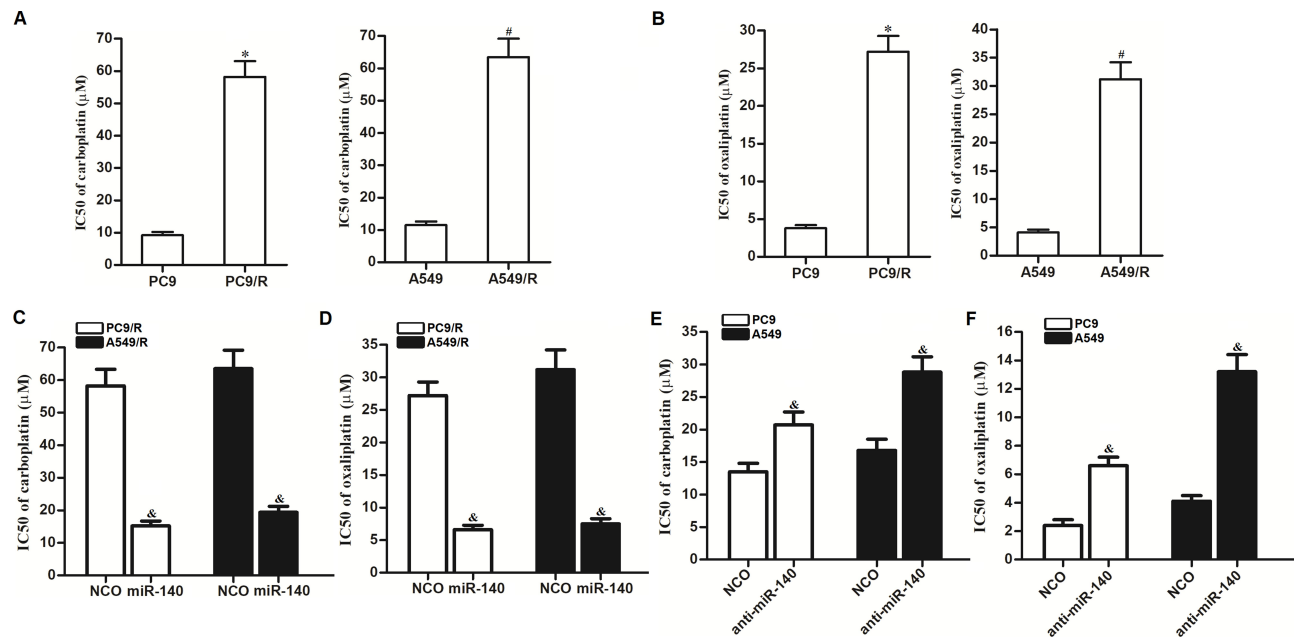 A
IC50 of carboplatin (μM)
70
60
50
40
30
20
10
0
*
PC9
PC9/R
IC50 of carboplatin (μM)
70
60
50
40
30
20
10
0
#
A549
A549/R
B
IC50 of oxaliplatin (μM)
30
25
20
15
10
5
0
*
PC9
PC9/R
IC50 of oxaliplatin (μM)
40
35
30
25
20
15
10
5
0
#
A549
A549/R
C
PC9/R
A549/R
IC50 of carboplatin (μM)
70
60
50
40
30
20
10
0
&
&
NCO miR-140
NCO miR-140
D
PC9/R
A549/R
IC50 of oxaliplatin (μM)
35
30
25
20
15
10
5
0
&
&
NCO miR-140
NCO miR-140
E
PC9
A549
IC50 of carboplatin (μM)
35
30
25
20
15
10
5
0
&
&
NCO
anti-miR-140
NCO
anti-miR-140
F
PC9
A549
IC50 of oxaliplatin (μM)
16
14
12
10
8
6
4
2
0
&
&
NCO
anti-miR-140
NCO
anti-miR-140